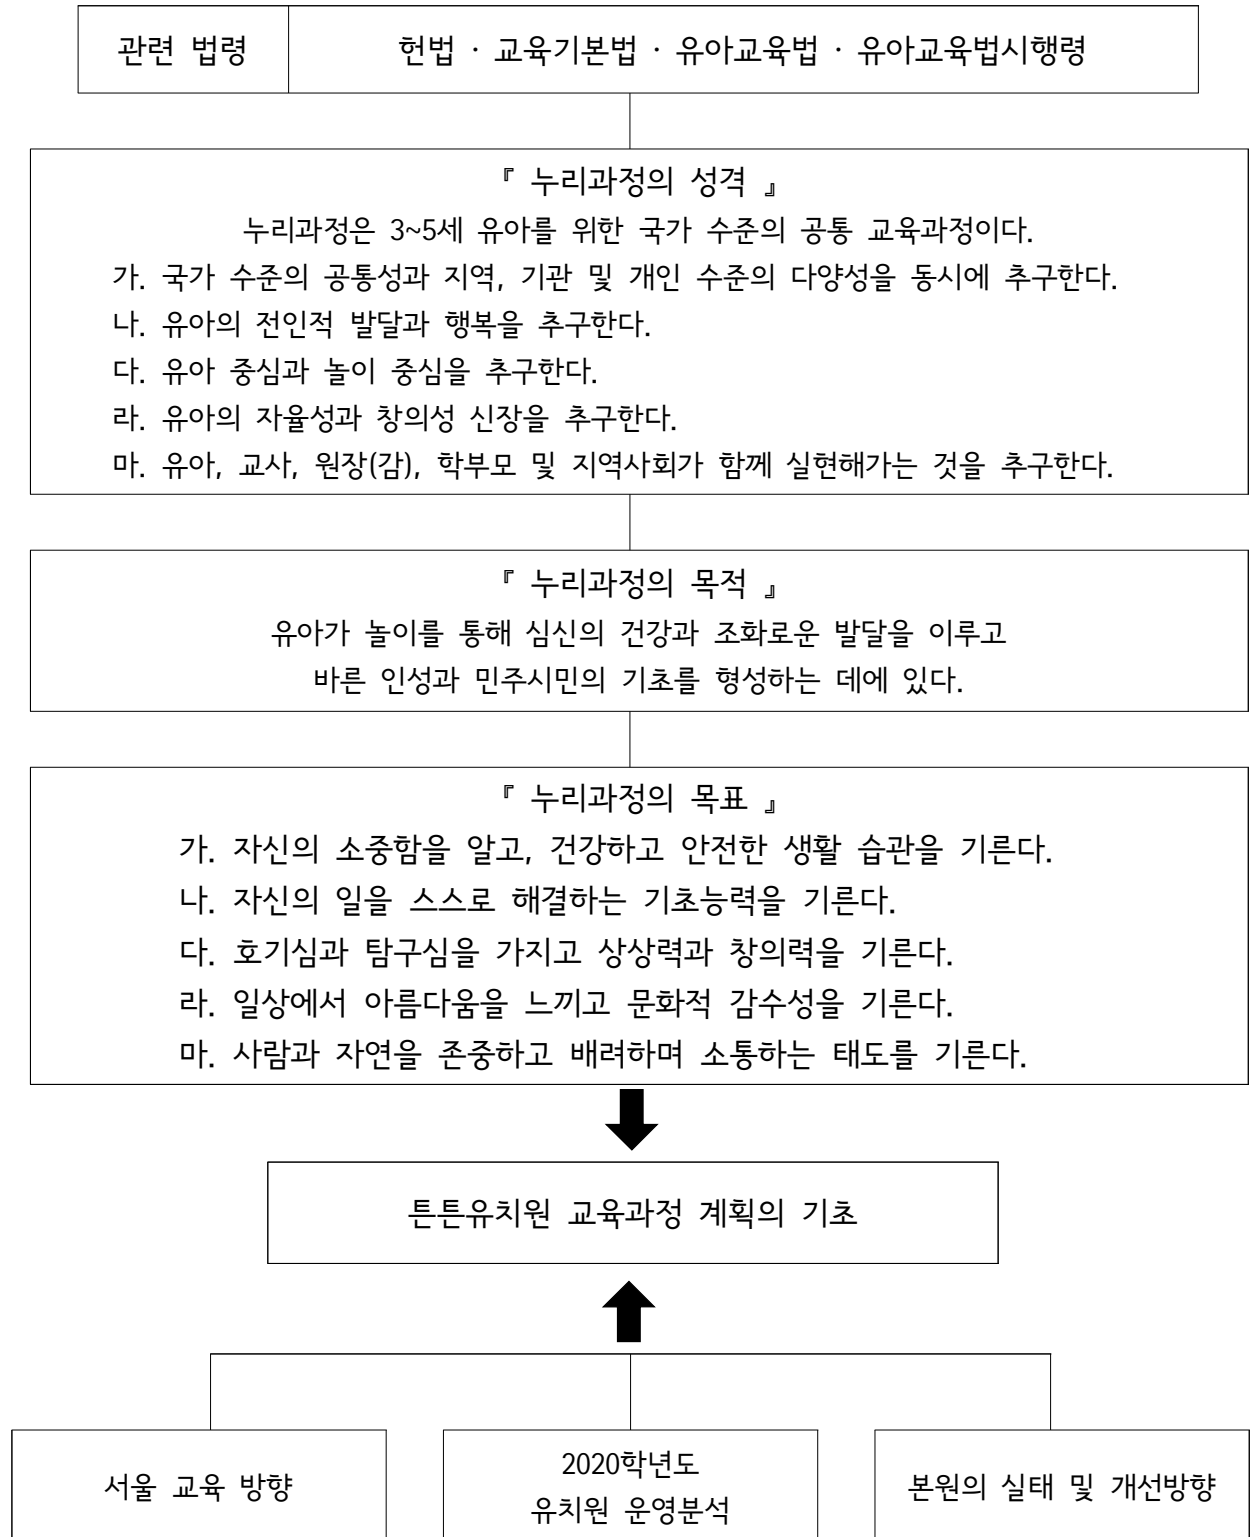 관련 법령
헌법 · 교육기본법 · 유아교육법 · 유아교육법시행령
『 누리과정의 성격 』
누리과정은 3~5세 유아를 위한 국가 수준의 공통 교육과정이다.
가. 국가 수준의 공통성과 지역, 기관 및 개인 수준의 다양성을 동시에 추구한다.
나. 유아의 전인적 발달과 행복을 추구한다.
다. 유아 중심과 놀이 중심을 추구한다.
라. 유아의 자율성과 창의성 신장을 추구한다.
마. 유아, 교사, 원장(감), 학부모 및 지역사회가 함께 실현해가는 것을 추구한다.
『 누리과정의 목적 』
유아가 놀이를 통해 심신의 건강과 조화로운 발달을 이루고
바른 인성과 민주시민의 기초를 형성하는 데에 있다.
『 누리과정의 목표 』
가. 자신의 소중함을 알고, 건강하고 안전한 생활 습관을 기른다.
나. 자신의 일을 스스로 해결하는 기초능력을 기른다.
다. 호기심과 탐구심을 가지고 상상력과 창의력을 기른다.
라. 일상에서 아름다움을 느끼고 문화적 감수성을 기른다.
마. 사람과 자연을 존중하고 배려하며 소통하는 태도를 기른다.
튼튼유치원 교육과정 계획의 기초
서울 교육 방향
2020학년도
유치원 운영분석
본원의 실태 및 개선방향